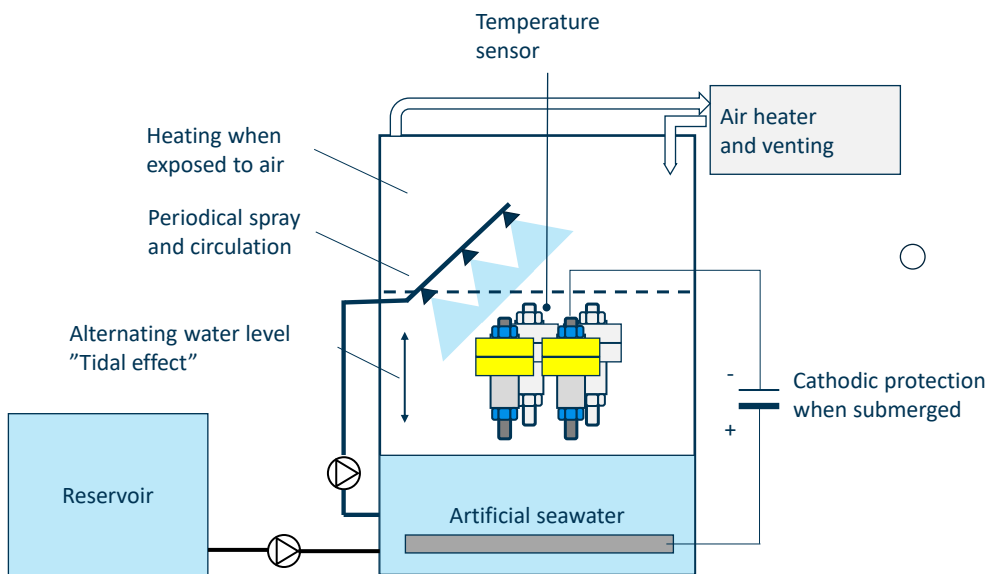 Temperature
sensor
Air heater
and venting
Heating when
exposed to air
Periodical spray
and circulation
Alternating water level
”Tidal effect”
-
Cathodic protection
when submerged
+
Reservoir
Artificial seawater